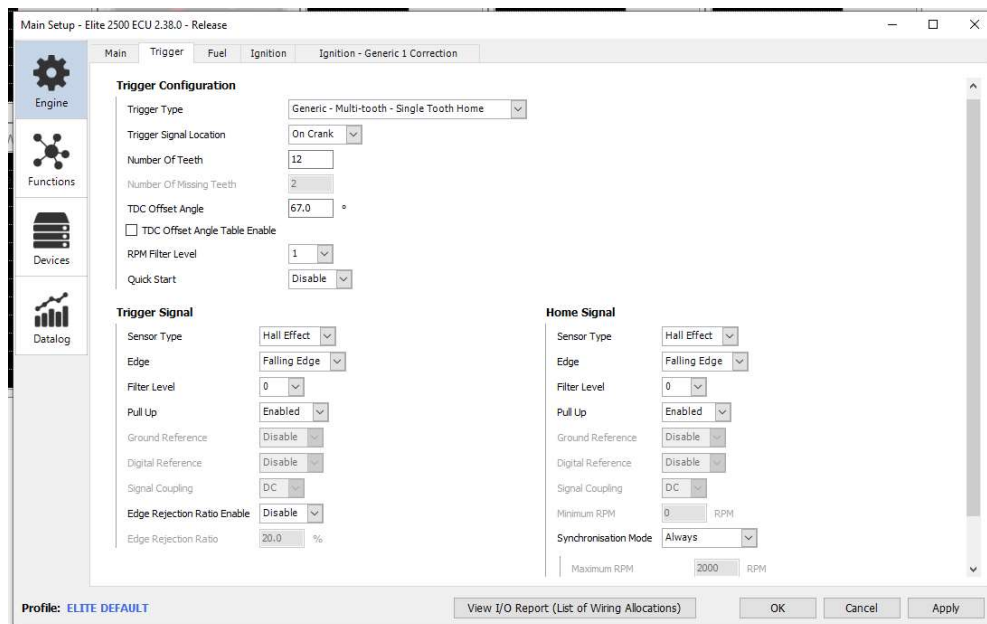 Main Setup - Elite 2500 ECU 2.38.0 - Release
Engine
Functions
Devices
Datalog
Main Trigger Fuel Ignition Ignition - Generic 1 Correction
Trigger Configuration
Trigger Type Generic - Multi-tooth - Single Tooth Home
Trigger Signal Location On Crank
Number Of Teeth 12
Number Of Missing Teeth 2
TDC Offset Angle 67.0 °
TDC Offset Angle Table Enable
RPM Filter Level 1
Quick Start Disable
Trigger Signal
Sensor Type Hall Effect
Edge Falling Edge
Filter Level 0
Pull Up Enabled
Ground Reference Disable
Digital Reference Disable
Signal Coupling DC
Edge Rejection Ratio Enable Disable
Edge Rejection Ratio 20.0 %
Home Signal
Sensor Type Hall Effect
Edge Falling Edge
Filter Level 0
Pull Up Enabled
Ground Reference Disable
Digital Reference Disable
Signal Coupling DC
Minimum RPM 0 RPM
Synchronisation Mode Always
Maximum RPM 2000 RPM
Profile: ELITE DEFAULT
View I/O Report (List of Wiring Allocations) OK Cancel Apply